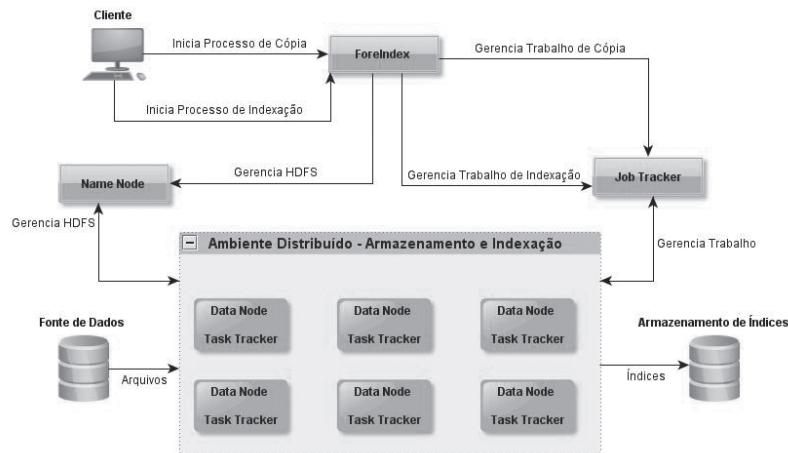 Cliente
Inicia Processo de Cópia
ForeIndex
Gerencia Trabalho de Cópia
Inicia Processo de Indexação
Name Node
Gerencia HDFS
Gerencia Trabalho de Indexação
Job Tracker
Gerencia HDFS
Gerencia Trabalho
Ambiente Distribuído - Armazenamento e Indexação
Data Node
Task Tracker
Data Node
Task Tracker
Data Node
Task Tracker
Fonte de Dados
Arquivos
Armazenamento de Índices
Índices
Data Node
Task Tracker
Data Node
Task Tracker
Data Node
Task Tracker